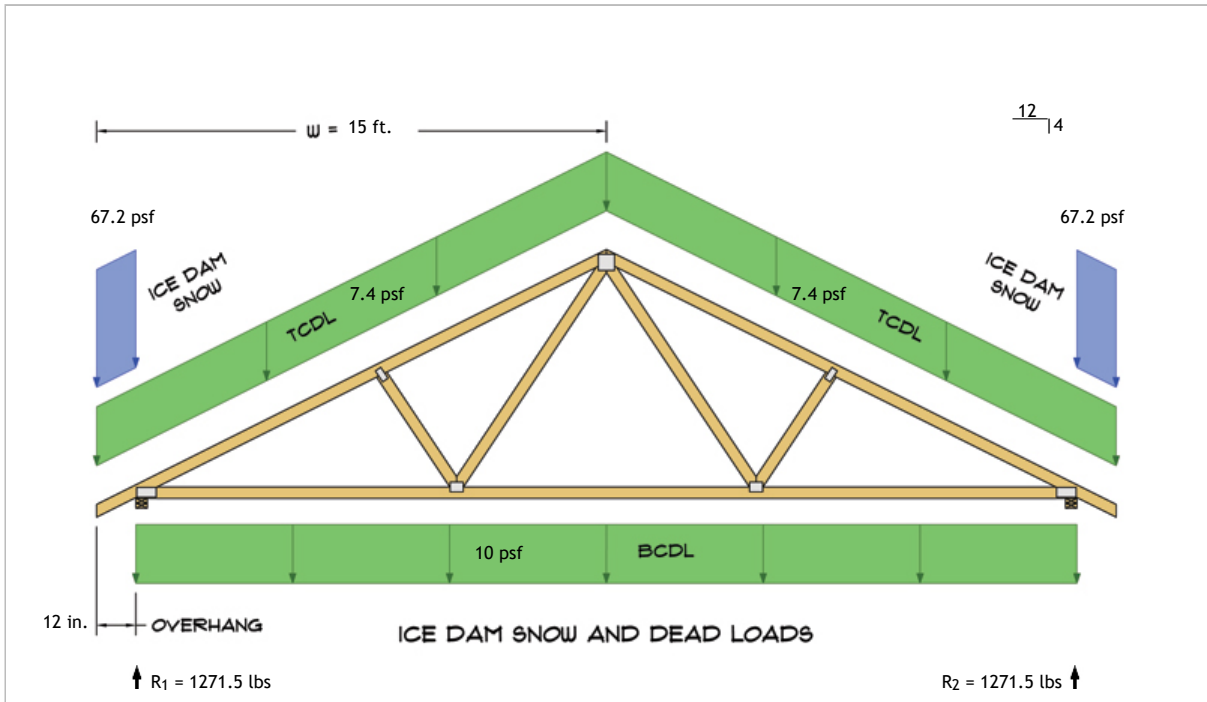 12
4
W = 15 ft.
67.2 psf
67.2 psf
ICE DAM
SNOW
ICE DAM
SNOW
7.4 psf
7.4 psf
TCDL
TCDL
10 psf
BCDL
12 in.
OVERHANG
ICE DAM SNOW AND DEAD LOADS
R1 = 1271.5 lbs
R2 = 1271.5 lbs